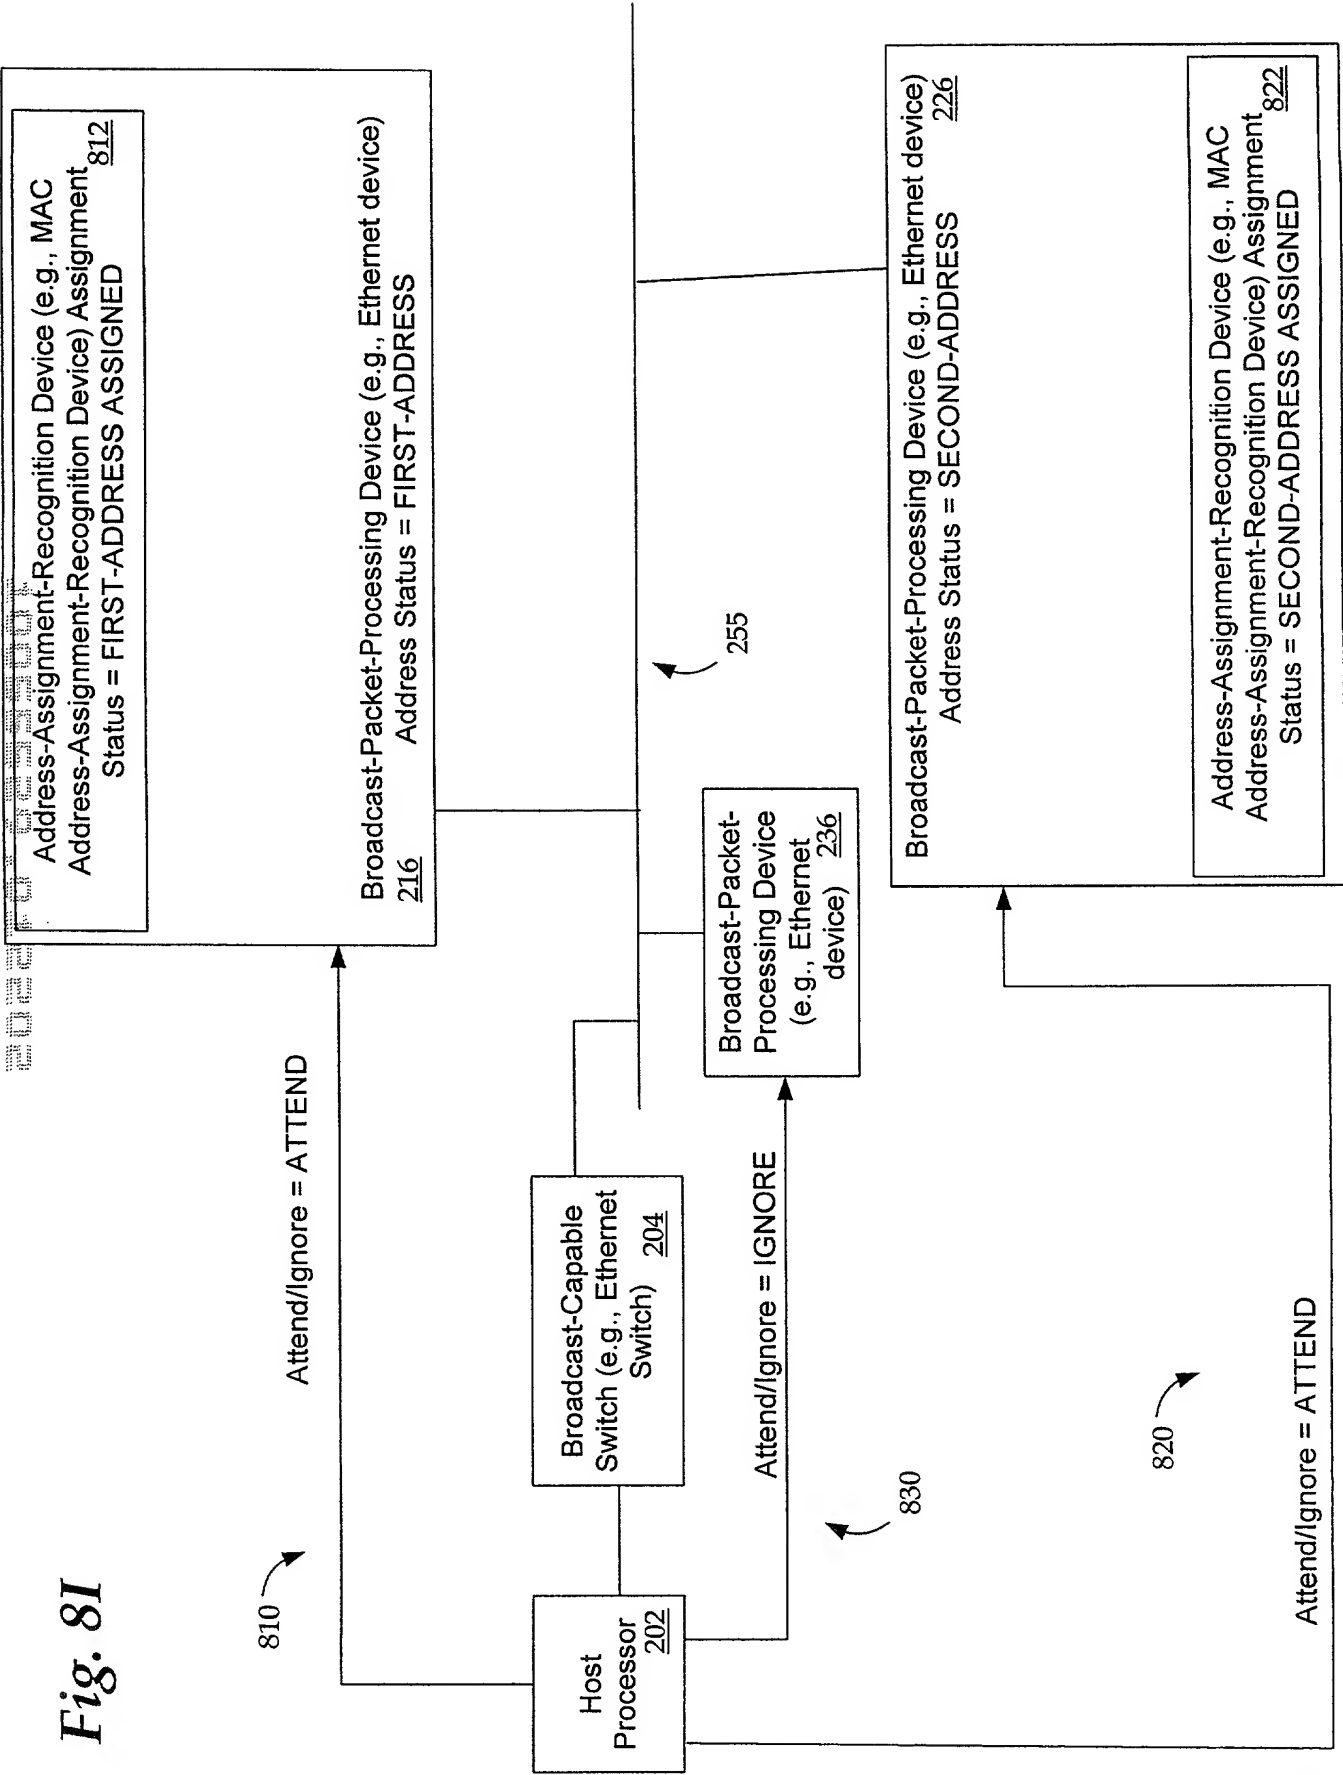 Fig. 8I
Address-Assignment-Recognition Device (e.g., MAC
Address-Assignment-Recognition Device) Assignment
Status = FIRST-ADDRESS ASSIGNED
812
Broadcast-Packet-Processing Device (e.g., Ethernet device)
216
Address Status = FIRST-ADDRESS
810
Attend/Ignore = ATTEND
Host
Processor
202
Broadcast-Capable
Switch (e.g., Ethernet
Switch)
204
255
Broadcast-Packet-
Processing Device
(e.g., Ethernet
device)
236
Attend/Ignore = IGNORE
830
Broadcast-Packet-Processing Device (e.g., Ethernet device)
Address Status = SECOND-ADDRESS
226
Address-Assignment-Recognition Device (e.g., MAC
Address-Assignment-Recognition Device) Assignment
Status = SECOND-ADDRESS ASSIGNED
822
820
Attend/Ignore = ATTEND